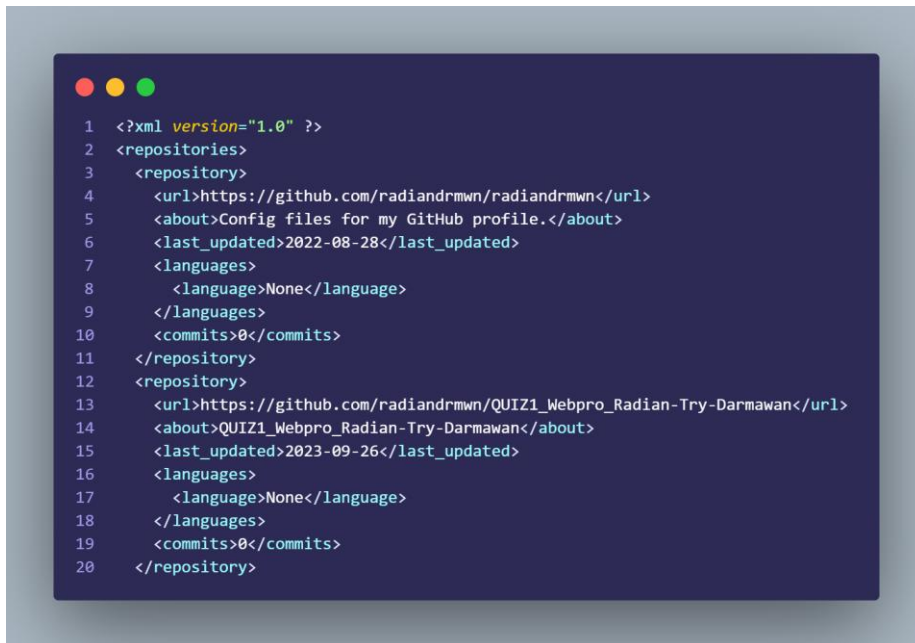 1 <?xml version="1.0" ?>
2 <repositories>
3 <repository>
4 <url>https://github.com/radiandrmwn/radiandrmwn</url>
5 <about>Config files for my GitHub profile.</about>
6 <last_updated>2022-08-28</last_updated>
7 <languages>
8 <language>None</language>
9 </languages>
10 <commits>0</commits>
11 </repository>
12 <repository>
13 <url>https://github.com/radiandrmwn/QUIZ1_Webpro_Radian-Try-Darmawan</url>
14 <about>QUIZ1_Webpro_Radian-Try-Darmawan</about>
15 <last_updated>2023-09-26</last_updated>
16 <languages>
17 <language>None</language>
18 </languages>
19 <commits>0</commits>
20 </repository>